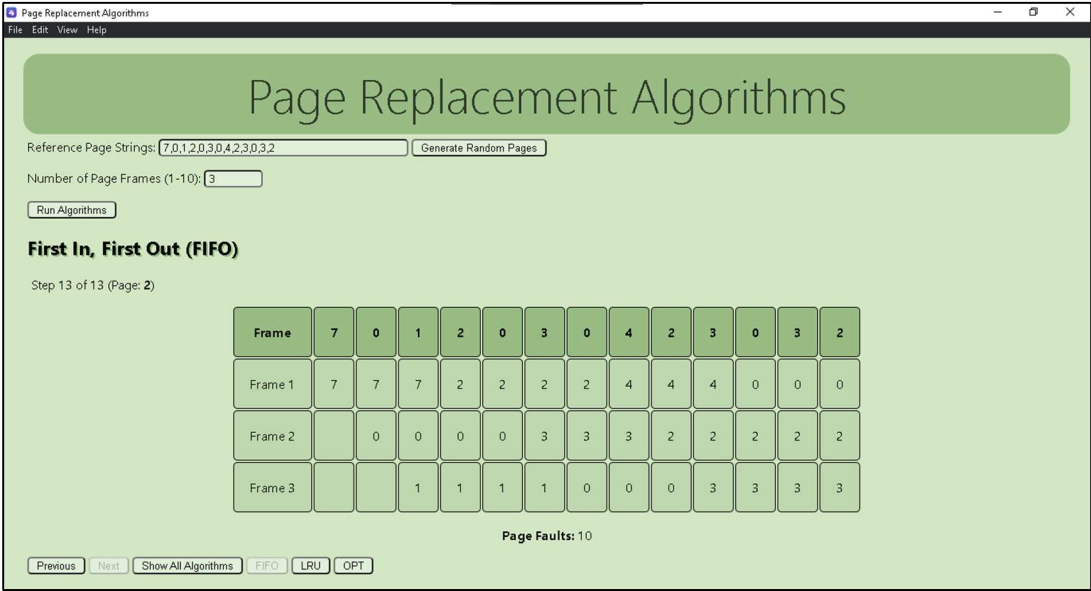 Page Replacement Algorithms
File Edit View Help
Page Replacement Algorithms
Reference Page Strings: 7,0,1,2,0,3,0,4,2,3,0,3,2 Generate Random Pages
Number of Page Frames (1-10): 3
Run Algorithms
First In, First Out (FIFO)
Step 13 of 13 (Page: 2)
Frame 7 0 1 2 0 3 0 4 2 3 0 3 2
Frame 1 7 7 7 2 2 2 2 4 4 4 0 0 0
Frame 2 0 0 0 0 3 3 3 2 2 2 2 2
Frame 3 1 1 1 1 0 0 0 3 3 3 3
Page Faults: 10
Previous Next Show All Algorithms FIFO LRU OPT